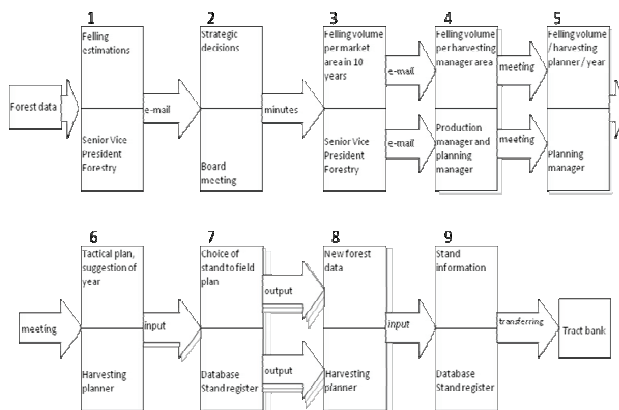 1
2
3
4
5
Forest data
Felling
estimations
Senior Vice
President
Forestry
e-mail
Strategic
decisions
Board
meeting
minutes
Felling volume
per market
area in 10
years
Senior Vice
President
Forestry
e-mail
e-mail
Felling volume
per harvesting
manager area
Production
manager and
planning
manager
meeting
meeting
Felling volume
/ harvesting
planner / year
Planning
manager
6
7
8
9
meeting
Tactical plan,
suggestion of
year
Harvesting
planner
input
Choice of
stand to field
plan
Database
Stand register
output
output
New forest
data
Harvesting
planner
input
Stand
information
Database
Stand register
transferring
Tract bank